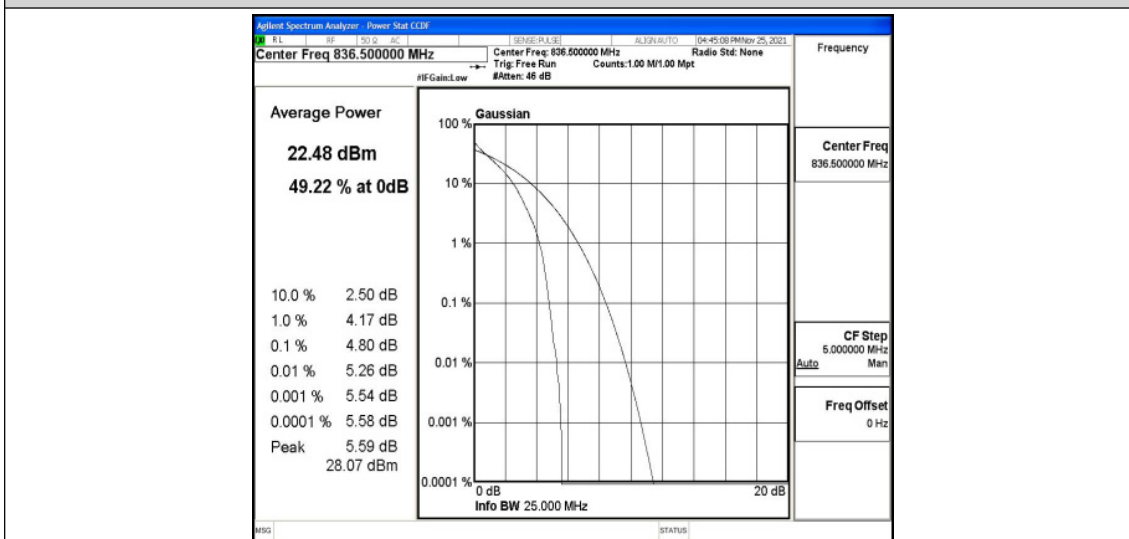 Agilent Spectrum Analyzer - Power Stat CCDF
RL RF 50 Ω AC SENSE:PULSE ALIGN AUTO 04:45:08 PM Nov 25, 2021
Center Freq 836.500000 MHz
Center Freq: 836.500000 MHz Radio Std: None
Trig: Free Run Counts:1.00 M/1.00 Mpt
#IFGain:Low #Atten: 46 dB
Frequency
Average Power
22.48 dBm
49.22 % at 0dB
10.0 % 2.50 dB
1.0 % 4.17 dB
0.1 % 4.80 dB
0.01 % 5.26 dB
0.001 % 5.54 dB
0.0001 % 5.58 dB
Peak 5.59 dB
28.07 dBm
Gaussian
100 %
10 %
1 %
0.1 %
0.01 %
0.001 %
0.0001 %
0 dB 20 dB
Info BW 25.000 MHz
Center Freq
836.500000 MHz
CF Step
5.000000 MHz
Auto Man
Freq Offset
0 Hz
MSG STATUS